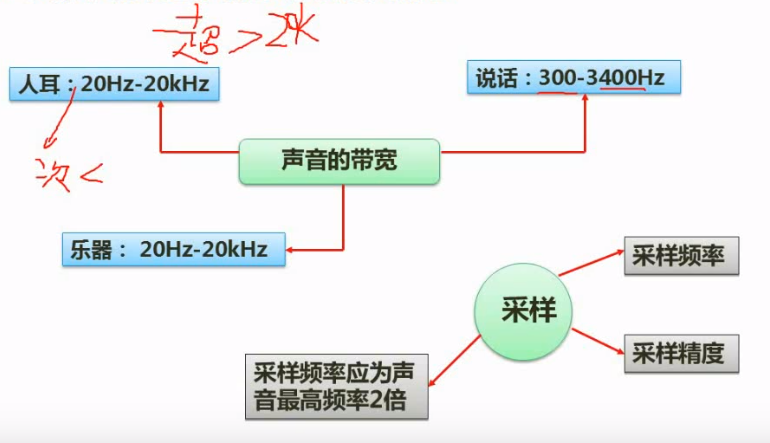 超>20k
人耳：20Hz-20kHz
说话：300-3400Hz
次<
声音的带宽
乐器： 20Hz-20kHz
采样频率
采样
采样精度
采样频率应为声
音最高频率2倍